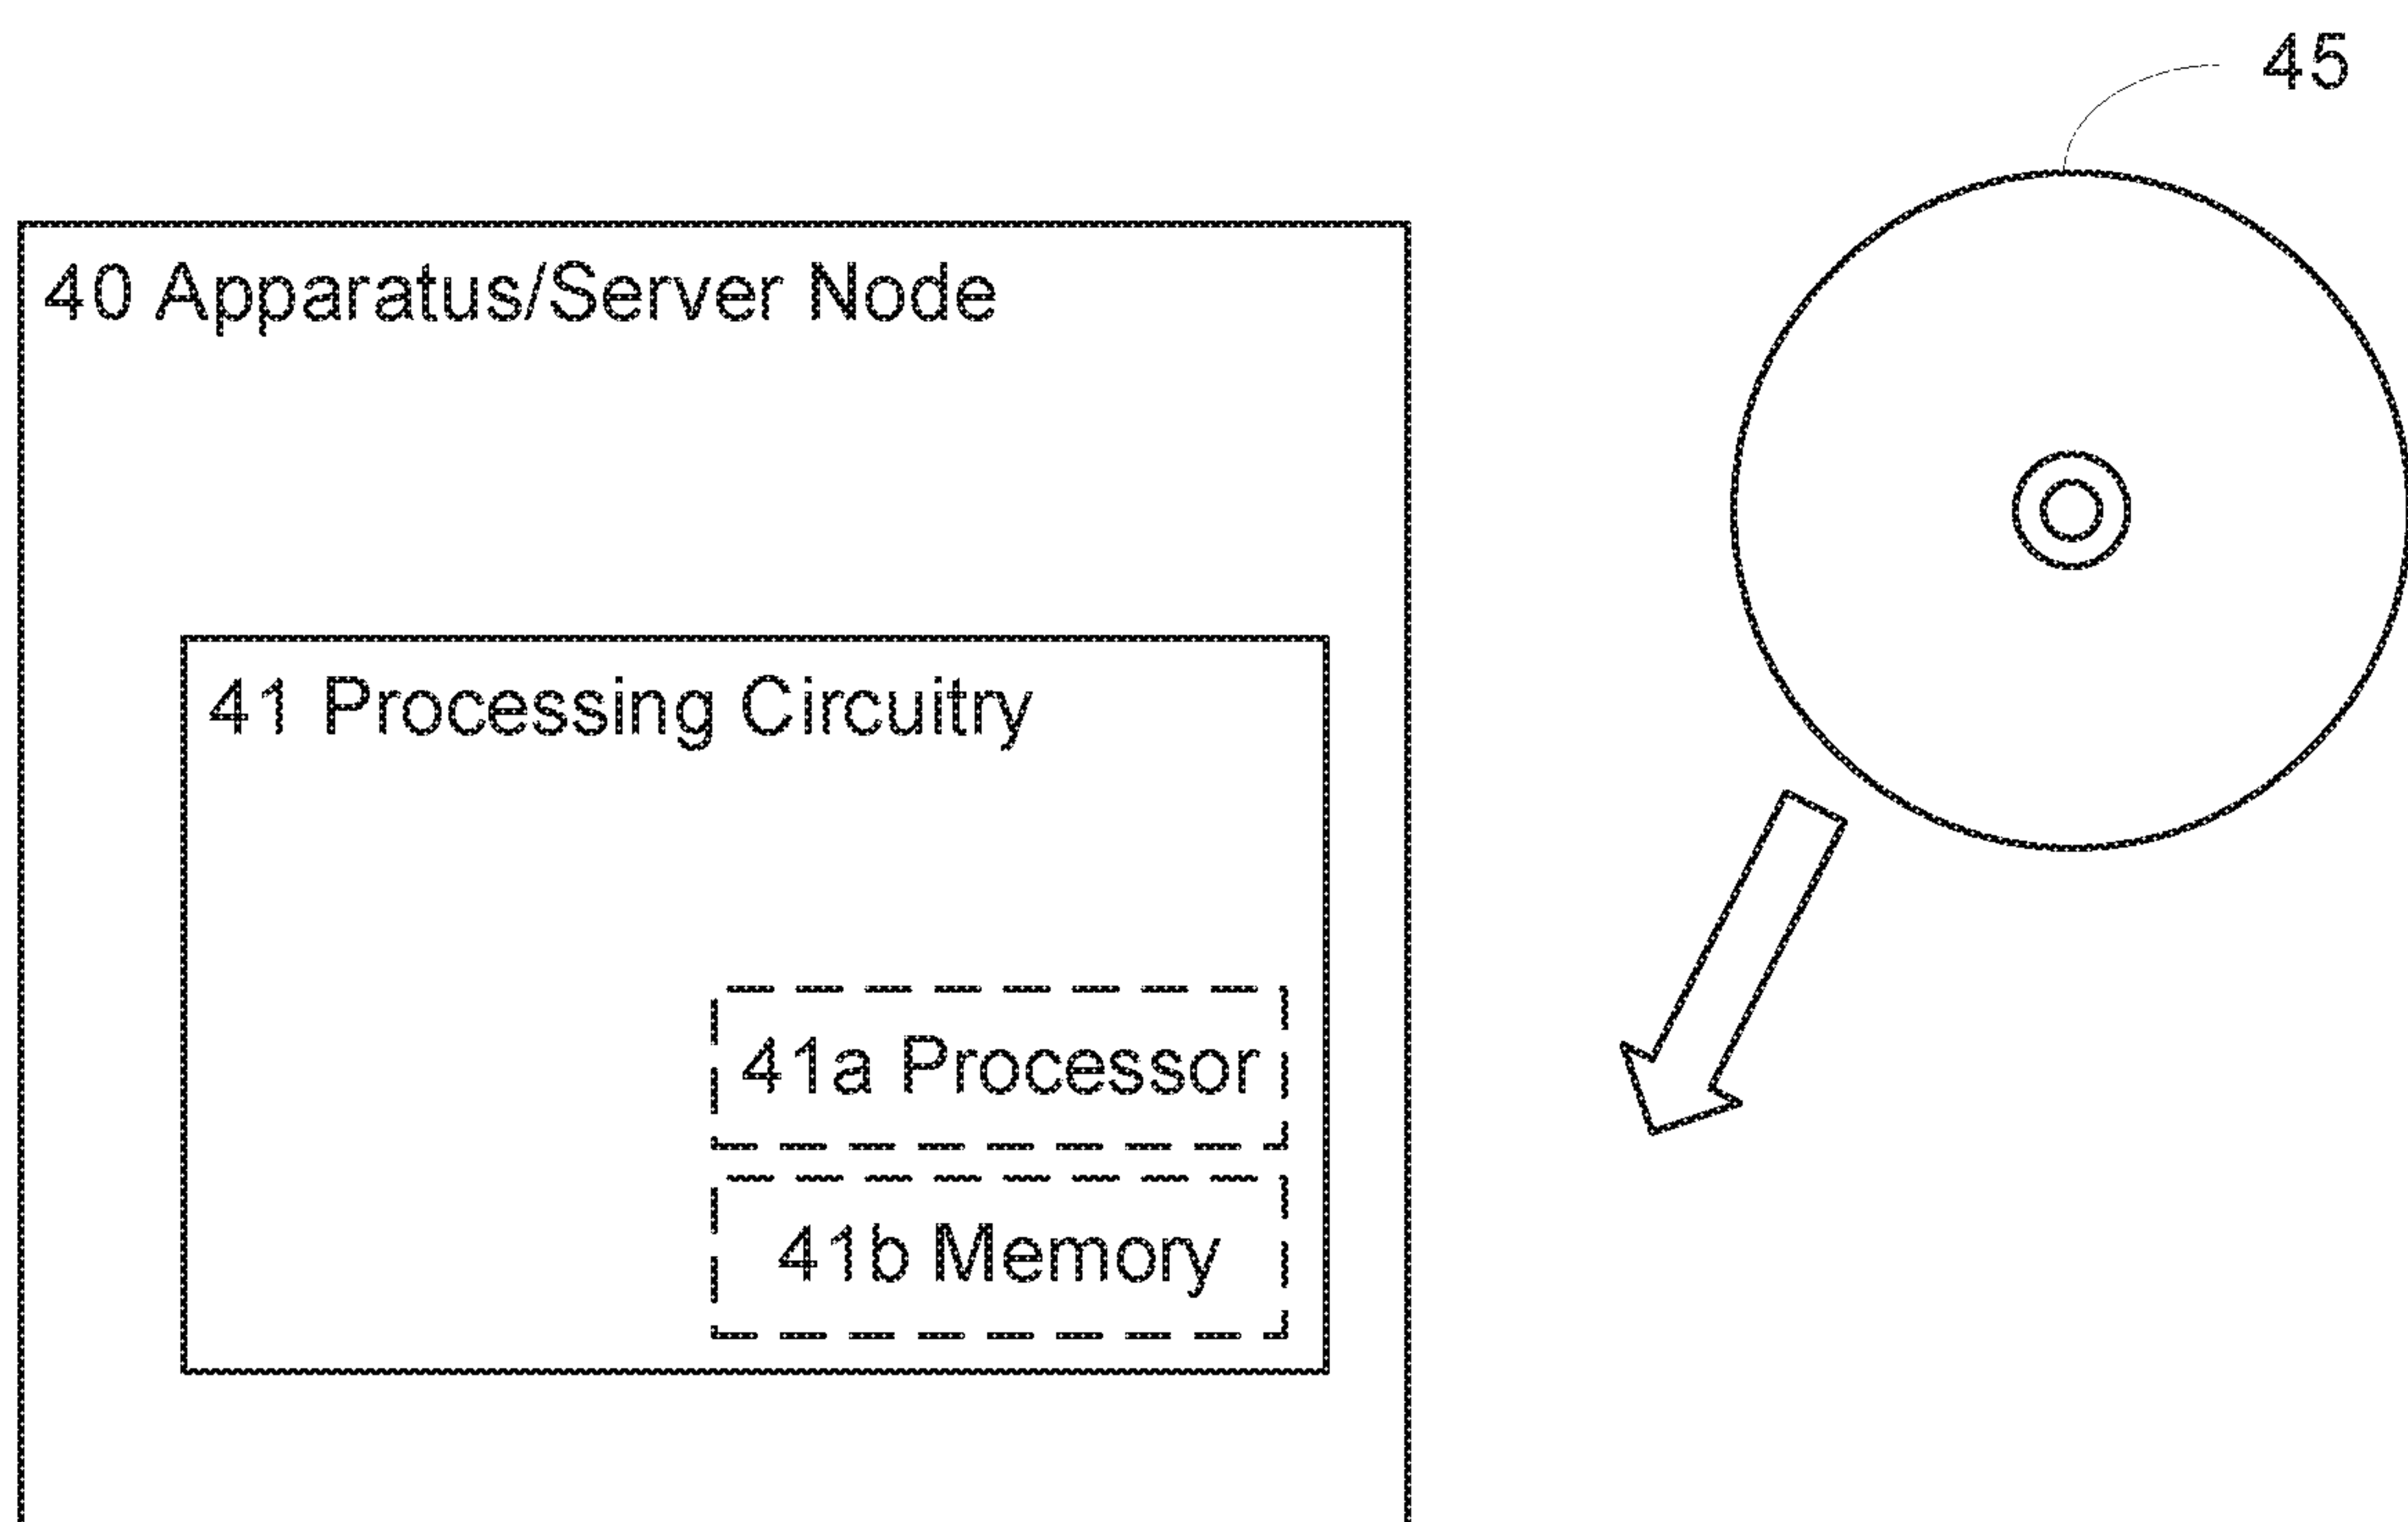 45
40 Apparatus/Server Node
41 Processing Circuitry
41a Processor
41b Memory